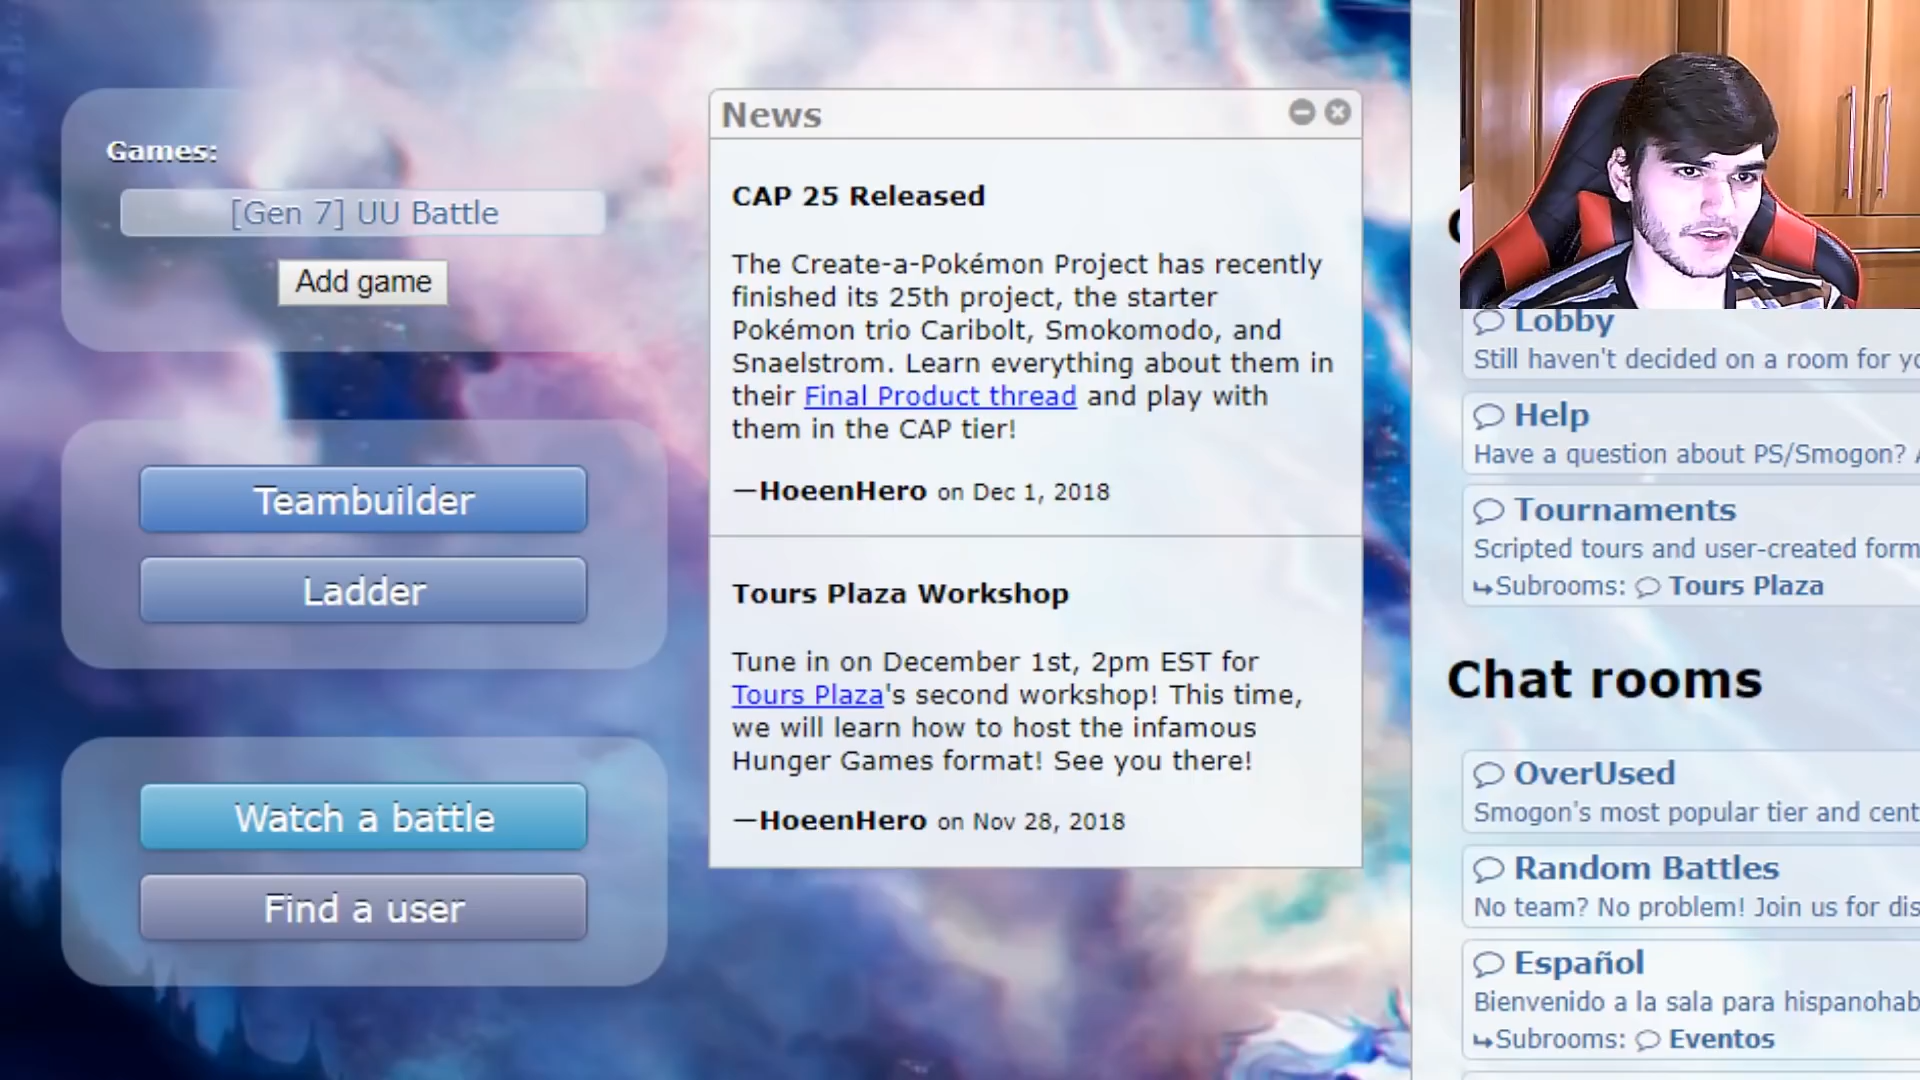 Games:
[Gen 7] UU Battle
Add game
Teambuilder
Ladder
Watch a battle
Find a user
News
CAP 25 Released
The Create-a-Pokémon Project has recently
finished its 25th project, the starter
Pokémon trio Caribolt, Smokomodo, and
Snaelstrom. Learn everything about them in
their Final Product thread and play with
them in the CAP tier!
—HoeenHero on Dec 1, 2018
Tours Plaza Workshop
Tune in on December 1st, 2pm EST for
Tours Plaza's second workshop! This time,
we will learn how to host the infamous
Hunger Games format! See you there!
—HoeenHero on Nov 28, 2018
Lobby
Still haven't decided on a room for
Help
Have a question about PS/Smogon?
Tournaments
Scripted tours and user-created
↪Subrooms: Tours Plaza
Chat rooms
OverUsed
Smogon's most popular tier and
Random Battles
No team? No problem! Join us for
Español
Bienvenido a la sala para
↪Subrooms: Eventos